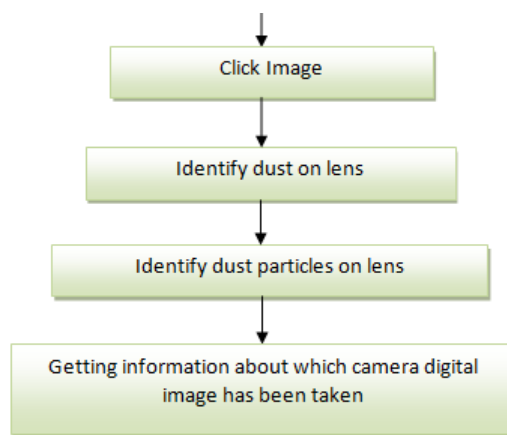 Click Image
Identify dust on lens
Identify dust particles on lens
Getting information about which camera digital
image has been taken